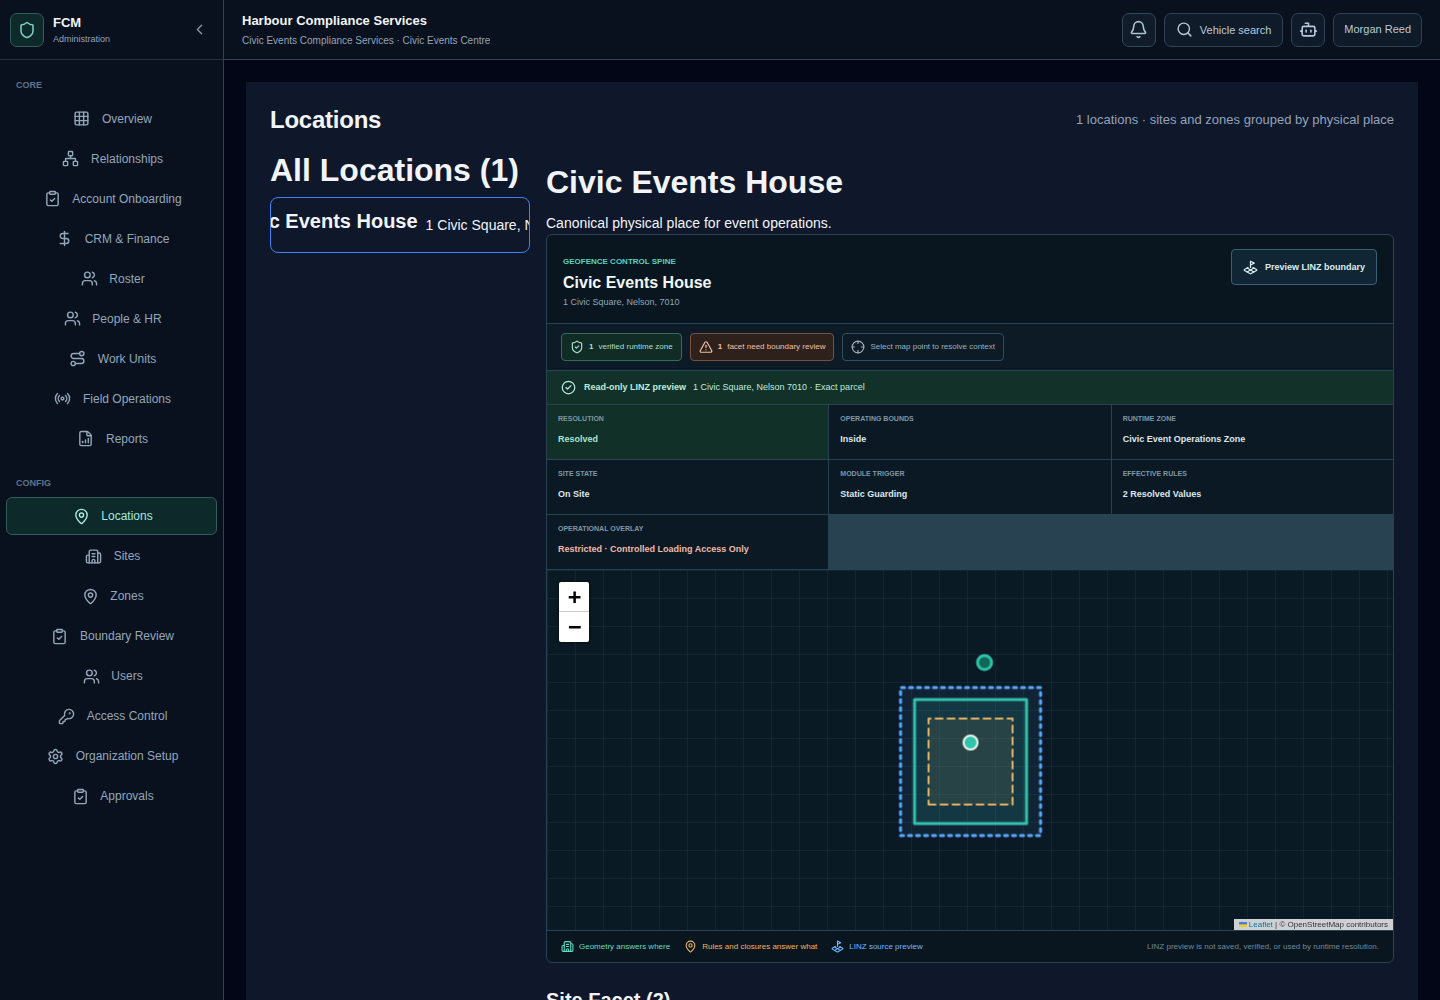 FCM
Administration
Harbour Compliance Services
Civic Events Compliance Services · Civic Events Centre
Vehicle search
Morgan Reed
CORE
Overview
Relationships
Account Onboarding
CRM & Finance
Roster
People & HR
Work Units
Field Operations
Reports
CONFIG
Locations
Sites
Zones
Boundary Review
Users
Access Control
Organization Setup
Approvals
Locations
1 locations · sites and zones grouped by physical place
All Locations (1)
c Events House 1 Civic Square, N
Civic Events House
Canonical physical place for event operations.
GEOFENCE CONTROL SPINE
Civic Events House
1 Civic Square, Nelson, 7010
Preview LINZ boundary
1 verified runtime zone
1 facet need boundary review
Select map point to resolve context
Read-only LINZ preview 1 Civic Square, Nelson 7010 · Exact parcel
RESOLUTION
Resolved
OPERATING BOUNDS
Inside
RUNTIME ZONE
Civic Event Operations Zone
SITE STATE
On Site
MODULE TRIGGER
Static Guarding
EFFECTIVE RULES
2 Resolved Values
OPERATIONAL OVERLAY
Restricted · Controlled Loading Access Only
+
−
Leaflet | © OpenStreetMap contributors
Geometry answers where
Rules and closures answer what
LINZ source preview
LINZ preview is not saved, verified, or used by runtime resolution.
Site Facet (2)